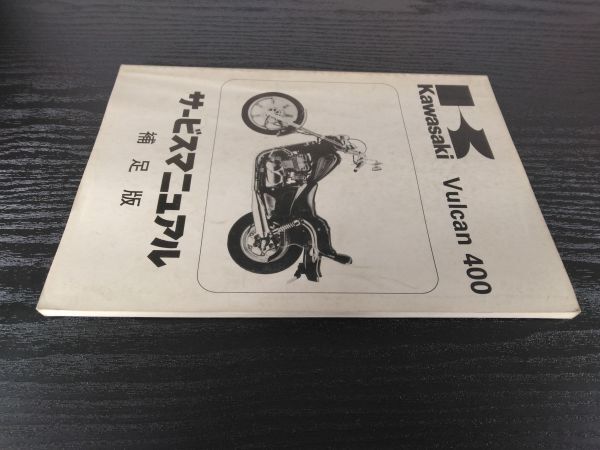 Kawasaki
Vulcan 400
サービスマニュアル
補足版